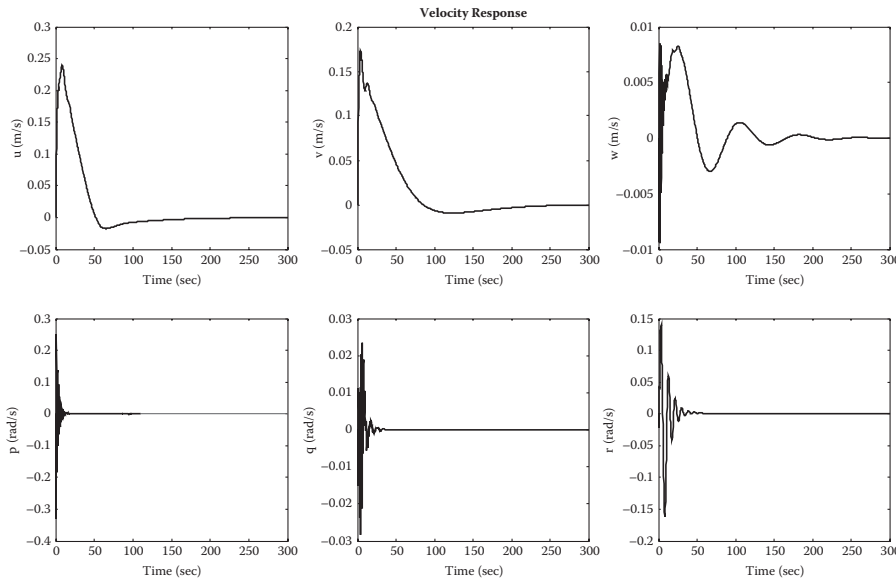 Velocity Response
0.3
0.25
0.2
0.15
0.1
0.05
0
−0.05
u (m/s)
0 50 100 150 200 250 300
Time (sec)
0.2
0.15
0.1
0.05
0
−0.05
v (m/s)
0 50 100 150 200 250 300
Time (sec)
0.01
0.005
0
−0.005
−0.01
w (m/s)
0 50 100 150 200 250 300
Time (sec)
0.3
0.2
0.1
0
−0.1
−0.2
−0.3
−0.4
p (rad/s)
0 50 100 150 200 250 300
Time (sec)
0.03
0.02
0.01
0
−0.01
−0.02
−0.03
q (rad/s)
0 50 100 150 200 250 300
Time (sec)
0.15
0.1
0.05
0
−0.05
−0.1
−0.15
−0.2
r (rad/s)
0 50 100 150 200 250 300
Time (sec)